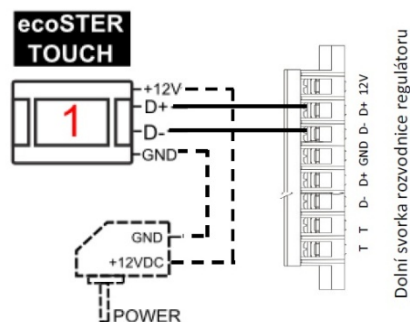 ecoSTER
TOUCH
1
+12V
D+
D-
GND
GND
+12VDC
POWER
12V
D+
D-
GND
D+
D-
T
T
Dolní svorka rozvodnice regulátoru